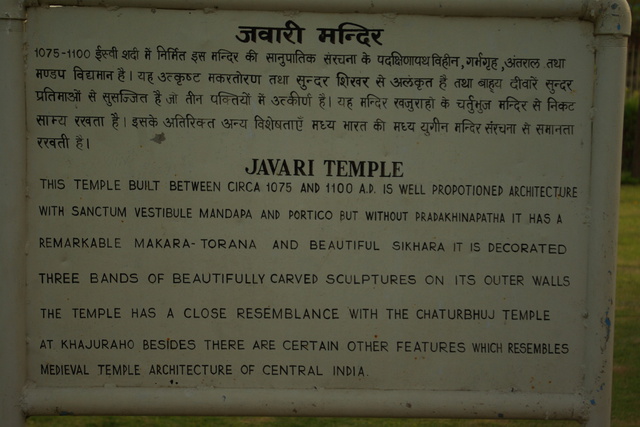 जवारी मन्दिर
1075-1100 ईस्वी शदी में निर्मित इस मन्दिर की सानुपातिक संरचना के पदक्षिणापथ विहीन, गर्भगृह, अंतराल तथा
मण्डप विद्यमान है। यह उत्कृष्ट मकरतोरण तथा सुन्दर शिखर से अलंकृत है तथा बाहय दीवारें सुन्दर
प्रतिमाओं से सुसज्जित है जो तीन पंक्तियों में उत्कीर्ण है। यह मन्दिर खजुराहो के चर्तुभुज मन्दिर से निकट
साम्य रखता है। इसके अतिरिक्त अन्य विशेषताएँ मध्य भारत की मध्य युगीन मन्दिर संरचना से समानता
रखती है।
JAVARI TEMPLE
THIS TEMPLE BUILT BETWEEN CIRCA 1075 AND 1100 A.D. IS WELL PROPOTIONED ARCHITECTURE
WITH SANCTUM VESTIBULE MANDAPA AND PORTICO BUT WITHOUT PRADAKHINAPATHA IT HAS A
REMARKABLE MAKARA-TORANA AND BEAUTIFUL SIKHARA IT IS DECORATED
THREE BANDS OF BEAUTIFULLY CARVED SCULPTURES ON ITS OUTER WALLS
THE TEMPLE HAS A CLOSE RESEMBLANCE WITH THE CHATURBHUJ TEMPLE
AT KHAJURAHO BESIDES THERE ARE CERTAIN OTHER FEATURES WHICH RESEMBLES
MEDIEVAL TEMPLE ARCHITECTURE OF CENTRAL INDIA.